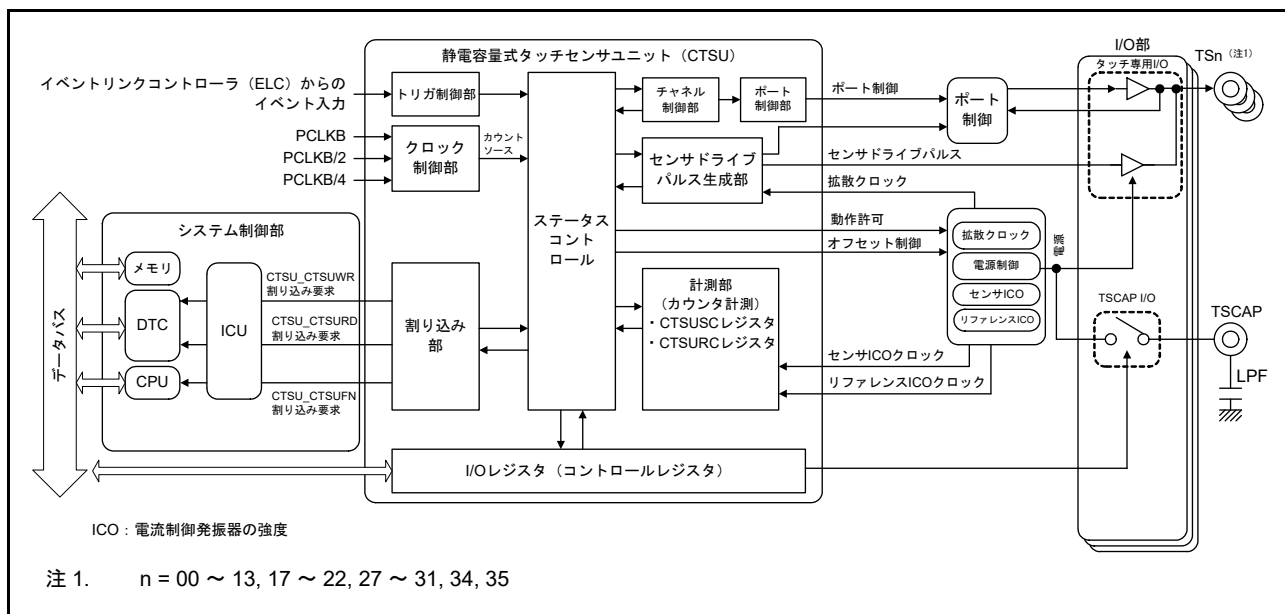 静電容量式タッチセンサユニット（CTSU）
I/O部
タッチ専用I/O
TSn（注1）
イベントリンクコントローラ（ELC）からの
イベント入力
トリガ制御部
チャネル
制御部
ポート
制御部
ポート制御
ポート
制御
PCLKB
PCLKB/2
PCLKB/4
クロック
制御部
カウント
ソース
センサドライブ
パルス生成部
センサドライブパルス
拡散クロック
ステータス
コント
ロール
動作許可
オフセット制御
拡散クロック
電源制御
センサICO
リファレンスICO
電源
システム制御部
メモリ
DTC
CPU
ICU
データバス
CTSU_CTSUWR
割り込み要求
CTSU_CTSURD
割り込み要求
CTSU_CTSUFN
割り込み要求
割り込み
部
計測部
（カウンタ計測）
・CTSUSCレジスタ
・CTSURCレジスタ
センサICOクロック
リファレンスICOクロック
TSCAP I/O
TSCAP
LPF
I/Oレジスタ（コントロールレジスタ）
ICO：電流制御発振器の強度
注 1. n = 00 ～ 13, 17 ～ 22, 27 ～ 31, 34, 35